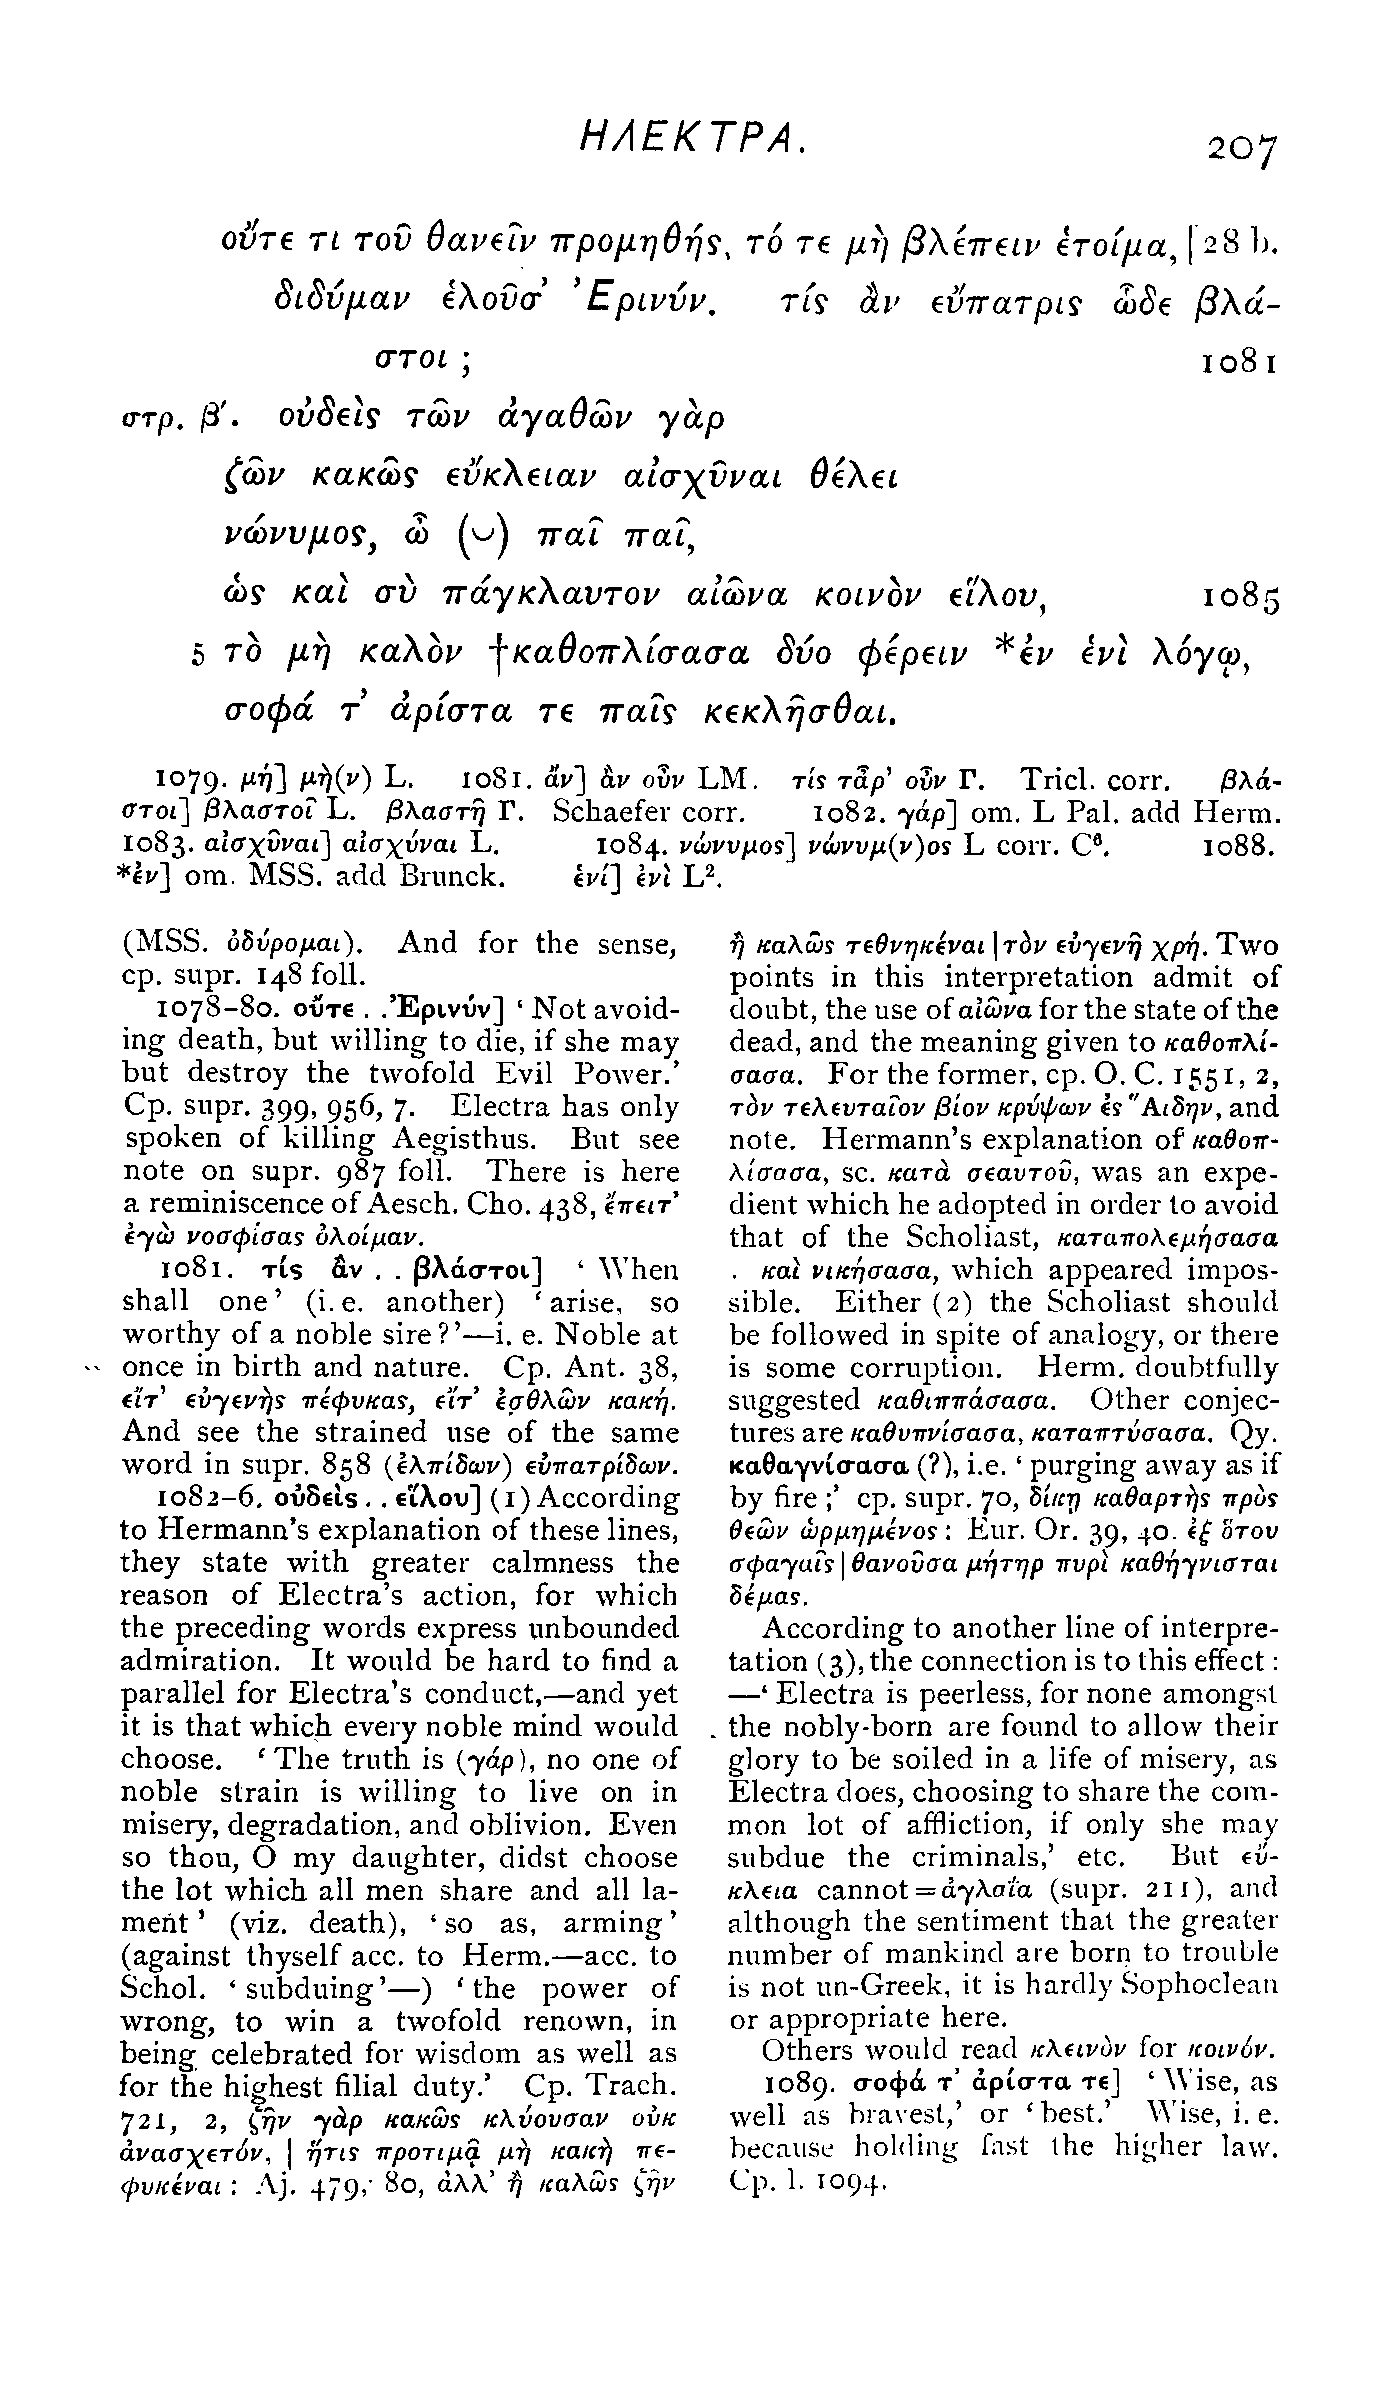 ΗΛΕΚΤΡΑ.
207
οὔτε τι τοῦ θανεῖν προμηθής, τό τε μὴ βλέπειν ἑτοίμα, | 28 b.
διδύμαν ἑλοῦσ’ Ἐρινύν. τίς ἂν εὔπατρις ὧδε βλά-
στοι ; 1081
στρ. β΄. οὐδεὶς τῶν ἀγαθῶν γὰρ
ζῶν κακῶς εὔκλειαν αἰσχῦναι θέλει
νώνυμος, ὦ (⏑) παῖ παῖ,
ὡς καὶ σὺ πάγκλαυτον αἰῶνα κοινὸν εἵλου, 1085
5 τὸ μὴ καλὸν †καθοπλίσασα δύο φέρειν *ἐν ἑνὶ λόγῳ,
σοφά τ’ ἀρίστα τε παῖς κεκλῆσθαι.
1079. μή] μὴ(ν) L. 1081. ἄν] ἂν οὖν LM. τίς τἆρ’ οὖν Γ. Tricl. corr. βλά-
στοι] βλαστοῖ L. βλαστῇ Γ. Schaefer corr. 1082. γάρ] om. L Pal. add Herm.
1083. αἰσχῦναι] αἰσχύναι L. 1084. νώνυμος] νώνυμ(ν)ος L corr. C⁶. 1088.
*ἐν] om. MSS. add Brunck. ἑνί] ἐνὶ L².
(MSS. ὀδύρομαι). And for the sense,
cp. supr. 148 foll.
1078–80. οὔτε . . Ἐρινύν] ‘ Not avoid-
ing death, but willing to die, if she may
but destroy the twofold Evil Power.’
Cp. supr. 399, 956, 7. Electra has only
spoken of killing Aegisthus. But see
note on supr. 987 foll. There is here
a reminiscence of Aesch. Cho. 438, ἔπειτ’
ἐγὼ νοσφίσας ὀλοίμαν.
1081. τίς ἂν . . βλάστοι] ‘ When
shall one’ (i. e. another) ‘ arise, so
worthy of a noble sire ?’—i. e. Noble at
once in birth and nature. Cp. Ant. 38,
εἴτ’ εὐγενὴς πέφυκας, εἴτ’ ἐσθλῶν κακή.
And see the strained use of the same
word in supr. 858 (ἐλπίδων) εὐπατρίδων.
1082–6. οὐδεὶς . . εἵλου] (1) According
to Hermann’s explanation of these lines,
they state with greater calmness the
reason of Electra’s action, for which
the preceding words express unbounded
admiration. It would be hard to find a
parallel for Electra’s conduct,—and yet
it is that which every noble mind would
choose. ‘ The truth is (γάρ), no one of
noble strain is willing to live on in
misery, degradation, and oblivion. Even
so thou, O my daughter, didst choose
the lot which all men share and all la-
ment ’ (viz. death), ‘ so as, arming ’
(against thyself acc. to Herm.—acc. to
Schol. ‘ subduing’—) ‘ the power of
wrong, to win a twofold renown, in
being celebrated for wisdom as well as
for the highest filial duty.’ Cp. Trach.
721, 2, ζῆν γὰρ κακῶς κλύουσαν οὐκ
ἀνασχετόν, | ἥτις προτιμᾷ μὴ κακὴ πε-
φυκέναι : Aj. 479, 80, ἀλλ’ ἢ καλῶς ζῆν
ἢ καλῶς τεθνηκέναι | τὸν εὐγενῆ χρή. Two
points in this interpretation admit of
doubt, the use of αἰῶνα for the state of the
dead, and the meaning given to καθοπλί-
σασα. For the former, cp. O. C. 1551, 2,
τὸν τελευταῖον βίον κρύψων ἐς Ἅιδην, and
note. Hermann’s explanation of καθοπ-
λίσασα, sc. κατὰ σεαυτοῦ, was an expe-
dient which he adopted in order to avoid
that of the Scholiast, καταπολεμήσασα
καὶ νικήσασα, which appeared impos-
sible. Either (2) the Scholiast should
be followed in spite of analogy, or there
is some corruption. Herm. doubtfully
suggested καθιππάσασα. Other conjec-
tures are καθυπνίσασα, καταπτύσασα. Qy.
καθαγνίσασα (?), i.e. ‘ purging away as if
by fire ;’ cp. supr. 70, δίκῃ καθαρτὴς πρὸς
θεῶν ὡρμημένος : Eur. Or. 39, 40. ἐξ ὅτου
σφαγαῖς | θανοῦσα μήτηρ πυρὶ καθήγνισται
δέμας.
According to another line of interpre-
tation (3), the connection is to this effect :
—‘ Electra is peerless, for none amongst
the nobly-born are found to allow their
glory to be soiled in a life of misery, as
Electra does, choosing to share the com-
mon lot of affliction, if only she may
subdue the criminals,’ etc. But εὔ-
κλεια cannot = ἀγλαΐα (supr. 211), and
although the sentiment that the greater
number of mankind are born to trouble
is not un-Greek, it is hardly Sophoclean
or appropriate here.
Others would read κλεινὸν for κοινόν.
1089. σοφά τ’ ἀρίστα τε] ‘ Wise, as
well as bravest,’ or ‘ best.’ Wise, i. e.
because holding fast the higher law.
Cp. l. 1094.